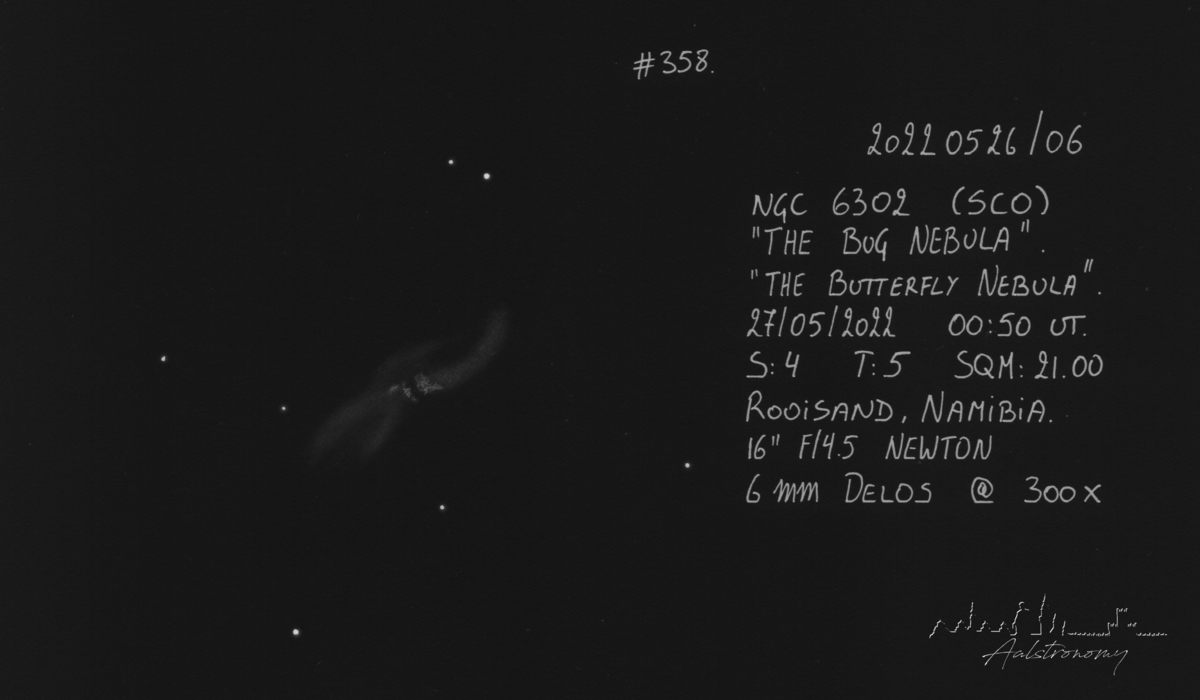 #358.
20220526/06
NGC 6302 (SCO)
"THE BUG NEBULA".
"THE BUTTERFLY NEBULA".
27/05/2022 00:50 UT.
S:4 T:5 SQM: 21.00
ROOiSAND, NAMiBiA.
16" F/4.5 NEWTON
6 mm DELOS @ 300x
Aalstronomy